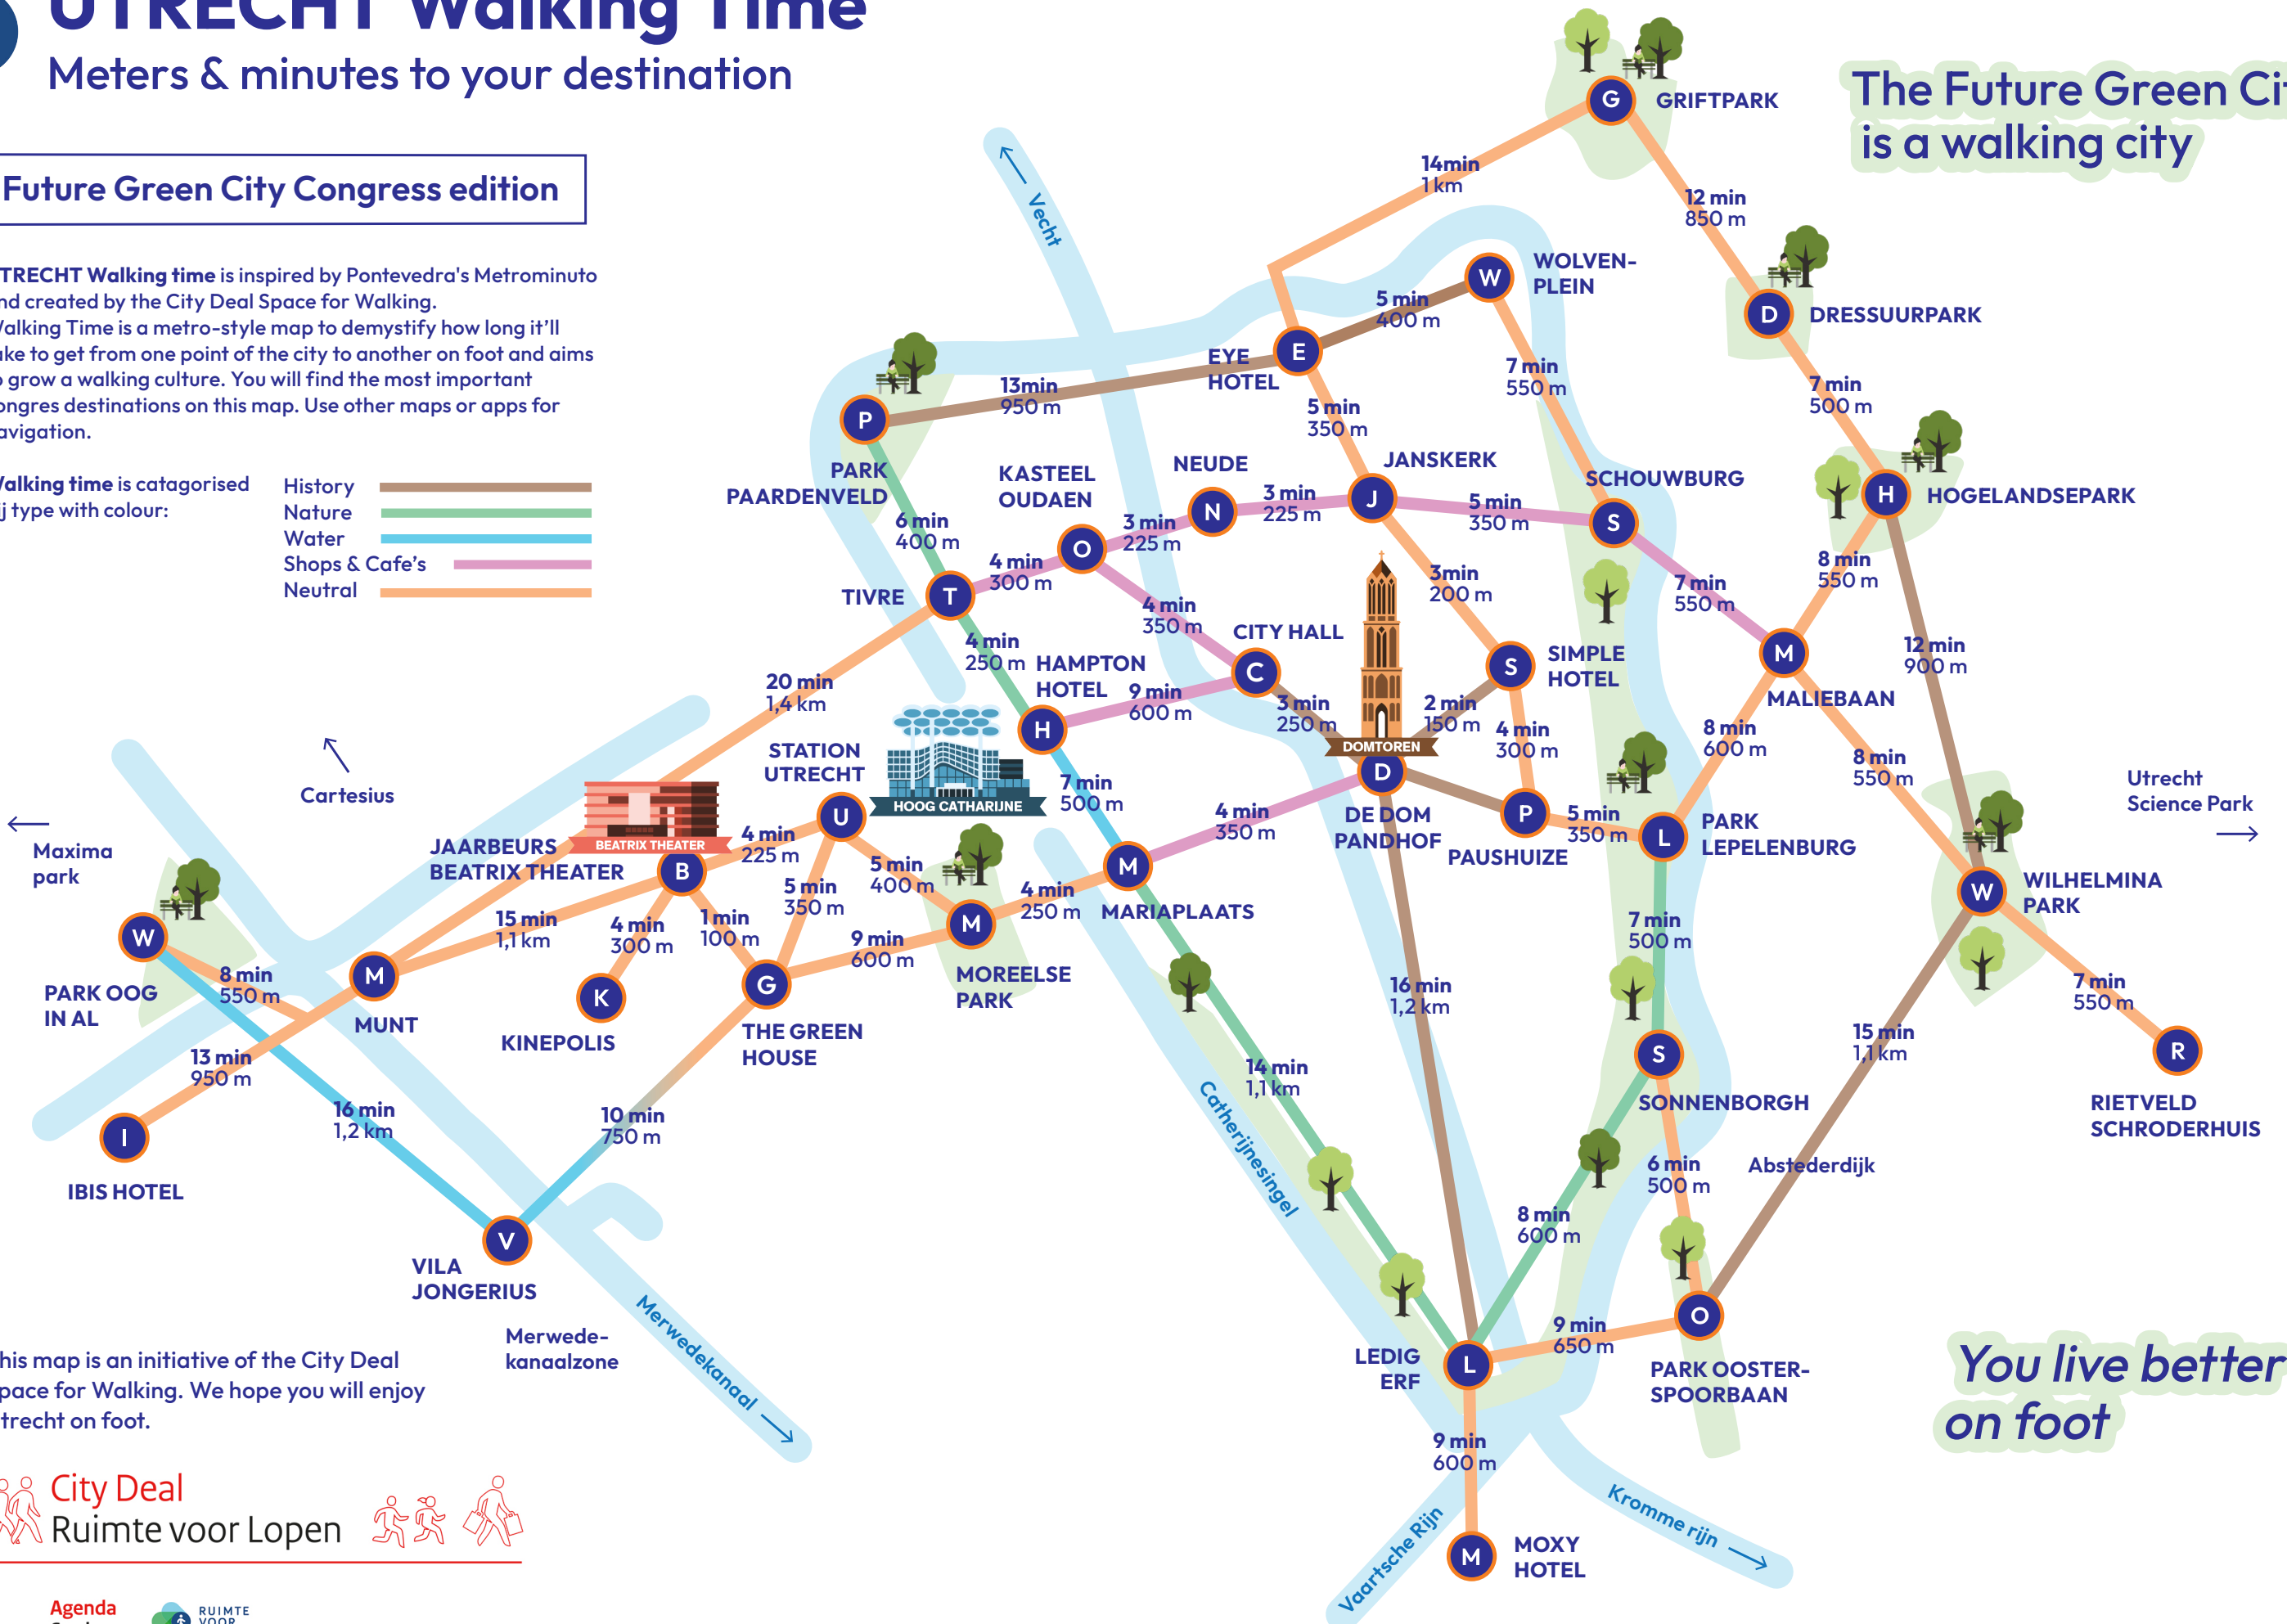 UTRECHT Walking Time
Meters & minutes to your destination
Future Green City Congress edition
TRECHT Walking time is inspired by Pontevedra's Metrominuto
nd created by the City Deal Space for Walking.
Walking Time is a metro-style map to demystify how long it'll
ake to get from one point of the city to another on foot and aims
o grow a walking culture. You will find the most important
ongres destinations on this map. Use other maps or apps for
avigation.
Walking time is catagorised
ij type with colour:
History
Nature
Water
Shops & Cafe's
Neutral
The Future Green Cit
is a walking city
G
GRIFTPARK
14min
1 km
12 min
850 m
Vecht
W
WOLVEN-
PLEIN
D
DRESSUURPARK
5 min
400 m
E
EYE
HOTEL
7 min
550 m
7 min
500 m
P
PARK
PAARDENVELD
13min
950 m
5 min
350 m
KASTEEL
OUDAEN
NEUDE
JANSKERK
SCHOUWBURG
H
HOGELANDSEPARK
O
N
J
S
6 min
400 m
3 min
225 m
3 min
225 m
5 min
350 m
4 min
300 m
TIVRE
T
3min
200 m
7 min
550 m
8 min
550 m
4 min
350 m
4 min
250 m
CITY HALL
C
HAMPTON
HOTEL
H
9 min
600 m
S
SIMPLE
HOTEL
M
MALIEBAAN
12 min
900 m
20 min
1,4 km
3 min
250 m
2 min
150 m
4 min
300 m
8 min
600 m
8 min
550 m
DOMTOREN
D
DE DOM
PANDHOF
STATION
UTRECHT
U
HOOG CATHARIJNE
7 min
500 m
4 min
350 m
P
PAUSHUIZE
5 min
350 m
L
PARK
LEPELENBURG
Utrecht
Science Park
Cartesius
Maxima
park
JAARBEURS
BEATRIX THEATER
BEATRIX THEATER
B
4 min
225 m
5 min
400 m
5 min
350 m
M
MARIAPLAATS
4 min
250 m
W
PARK OOG
IN AL
8 min
550 m
M
MUNT
15 min
1,1 km
4 min
300 m
1 min
100 m
9 min
600 m
M
MOREELSE
PARK
K
KINEPOLIS
G
THE GREEN
HOUSE
7 min
500 m
W
WILHELMINA
PARK
7 min
550 m
R
RIETVELD
SCHRODERHUIS
13 min
950 m
I
IBIS HOTEL
16 min
1,2 km
10 min
750 m
16 min
1,2 km
14 min
1,1 km
S
SONNENBORGH
15 min
1,1 km
Abstederdijk
Catherijnesingel
6 min
500 m
8 min
600 m
V
VILA
JONGERIUS
Merwede-
kanaalzone
Merwedekanaal
LEDIG
ERF
L
9 min
650 m
O
PARK OOSTER-
SPOORBAAN
9 min
600 m
M
MOXY
HOTEL
Vaartsche Rijn
Kromme rijn
You live better
on foot
his map is an initiative of the City Deal
pace for Walking. We hope you will enjoy
trecht on foot.
City Deal
Ruimte voor Lopen
Agenda
RUIMTE
VOOR